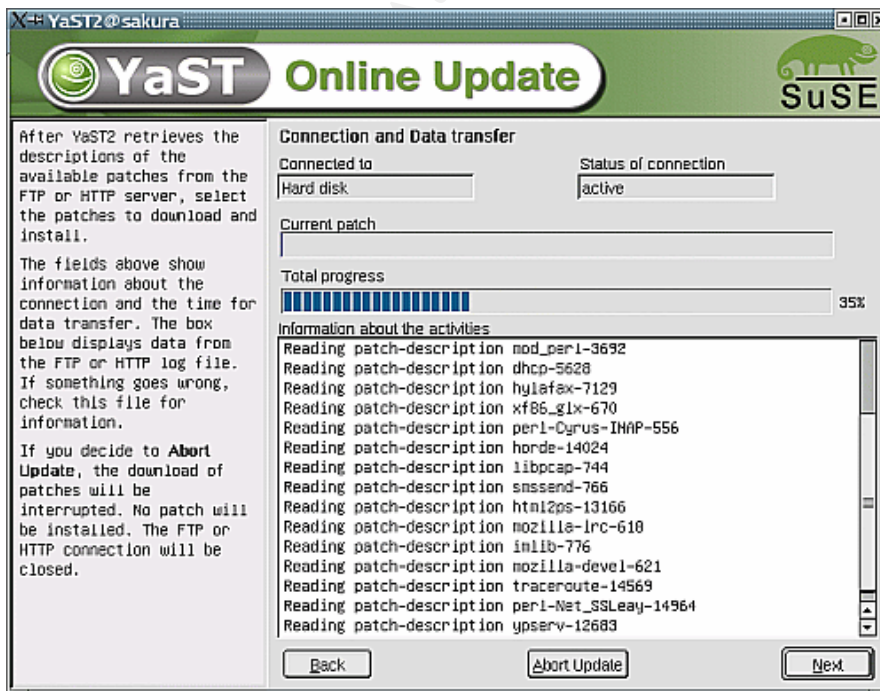 YaST2@sakura
YaST Online Update
SuSE
After YaST2 retrieves the
descriptions of the
available patches from the
FTP or HTTP server, select
the patches to download and
install.
The fields above show
information about the
connection and the time for
data transfer. The box
below displays data from
the FTP or HTTP log file.
If something goes wrong,
check this file for
information.
If you decide to Abort
Update, the download of
patches will be
interrupted. No patch will
be installed. The FTP or
HTTP connection will be
closed.
Connection and Data transfer
Connected to
Status of connection
Hard disk
active
Current patch
Total progress
35%
Information about the activities
Reading patch-description mod_perl-3692
Reading patch-description dhcp-5628
Reading patch-description hylafax-7129
Reading patch-description xf86_glx-670
Reading patch-description perl-Cyrus-IMAP-556
Reading patch-description horde-14024
Reading patch-description libpcap-744
Reading patch-description smssend-766
Reading patch-description html2ps-13166
Reading patch-description mozilla-irc-618
Reading patch-description imlib-776
Reading patch-description mozilla-devel-621
Reading patch-description traceroute-14569
Reading patch-description perl-Net_SSLeay-14964
Reading patch-description ypserv-12683
Back
Abort Update
Next